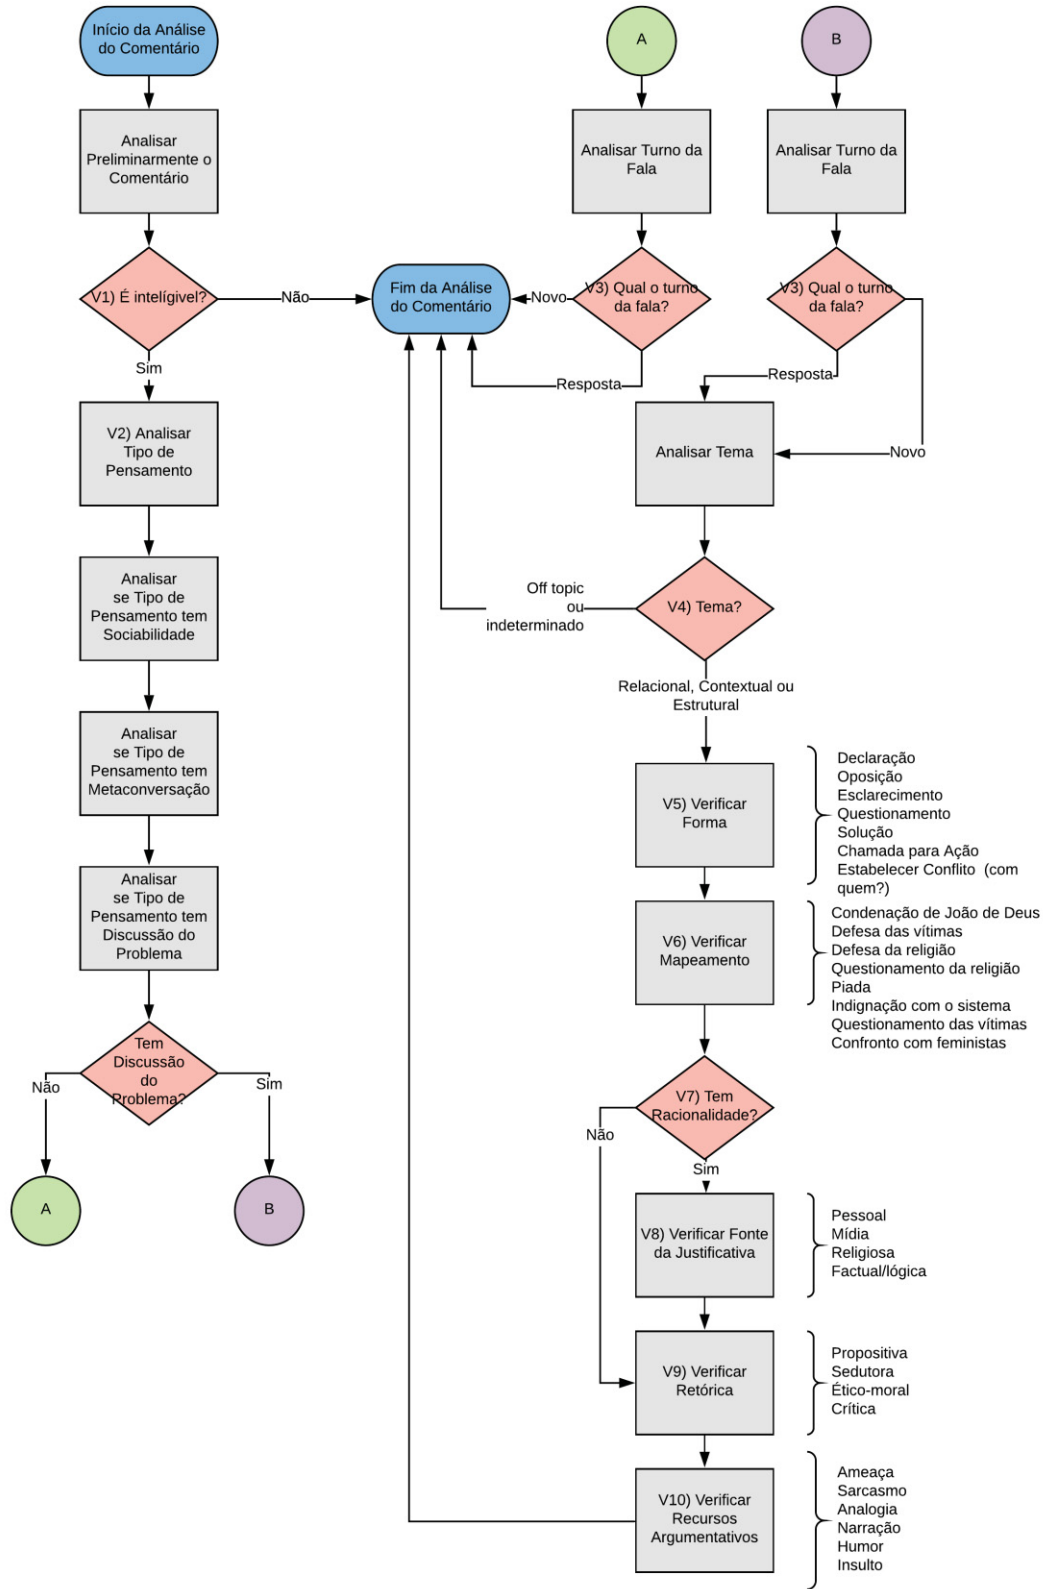 Início da Análise
do Comentário
Analisar
Preliminarmente o
Comentário
V1) É intelígivel?
Não
Sim
V2) Analisar
Tipo de
Pensamento
Analisar
se Tipo de
Pensamento tem
Sociabilidade
Analisar
se Tipo de
Pensamento tem
Metaconversação
Analisar
se Tipo de
Pensamento tem
Discussão do
Problema
Tem
Discussão
do
Problema?
Não
Sim
A
B
Fim da Análise
do Comentário
A
Analisar Turno da
Fala
V3) Qual o turno
da fala?
Novo
Resposta
B
Analisar Turno da
Fala
V3) Qual o turno
da fala?
Resposta
Novo
Analisar Tema
V4) Tema?
Off topic
ou
indeterminado
Relacional, Contextual ou
Estrutural
V5) Verificar
Forma
Declaração
Oposição
Esclarecimento
Questionamento
Solução
Chamada para Ação
Estabelecer Conflito (com
quem?)
V6) Verificar
Mapeamento
Condenação de João de Deus
Defesa das vítimas
Defesa da religião
Questionamento da religião
Piada
Indignação com o sistema
Questionamento das vítimas
Confronto com feministas
V7) Tem
Racionalidade?
Não
Sim
V8) Verificar Fonte
da Justificativa
Pessoal
Mídia
Religiosa
Factual/lógica
V9) Verificar
Retórica
Propositiva
Sedutora
Ético-moral
Crítica
V10) Verificar
Recursos
Argumentativos
Ameaça
Sarcasmo
Analogia
Narração
Humor
Insulto